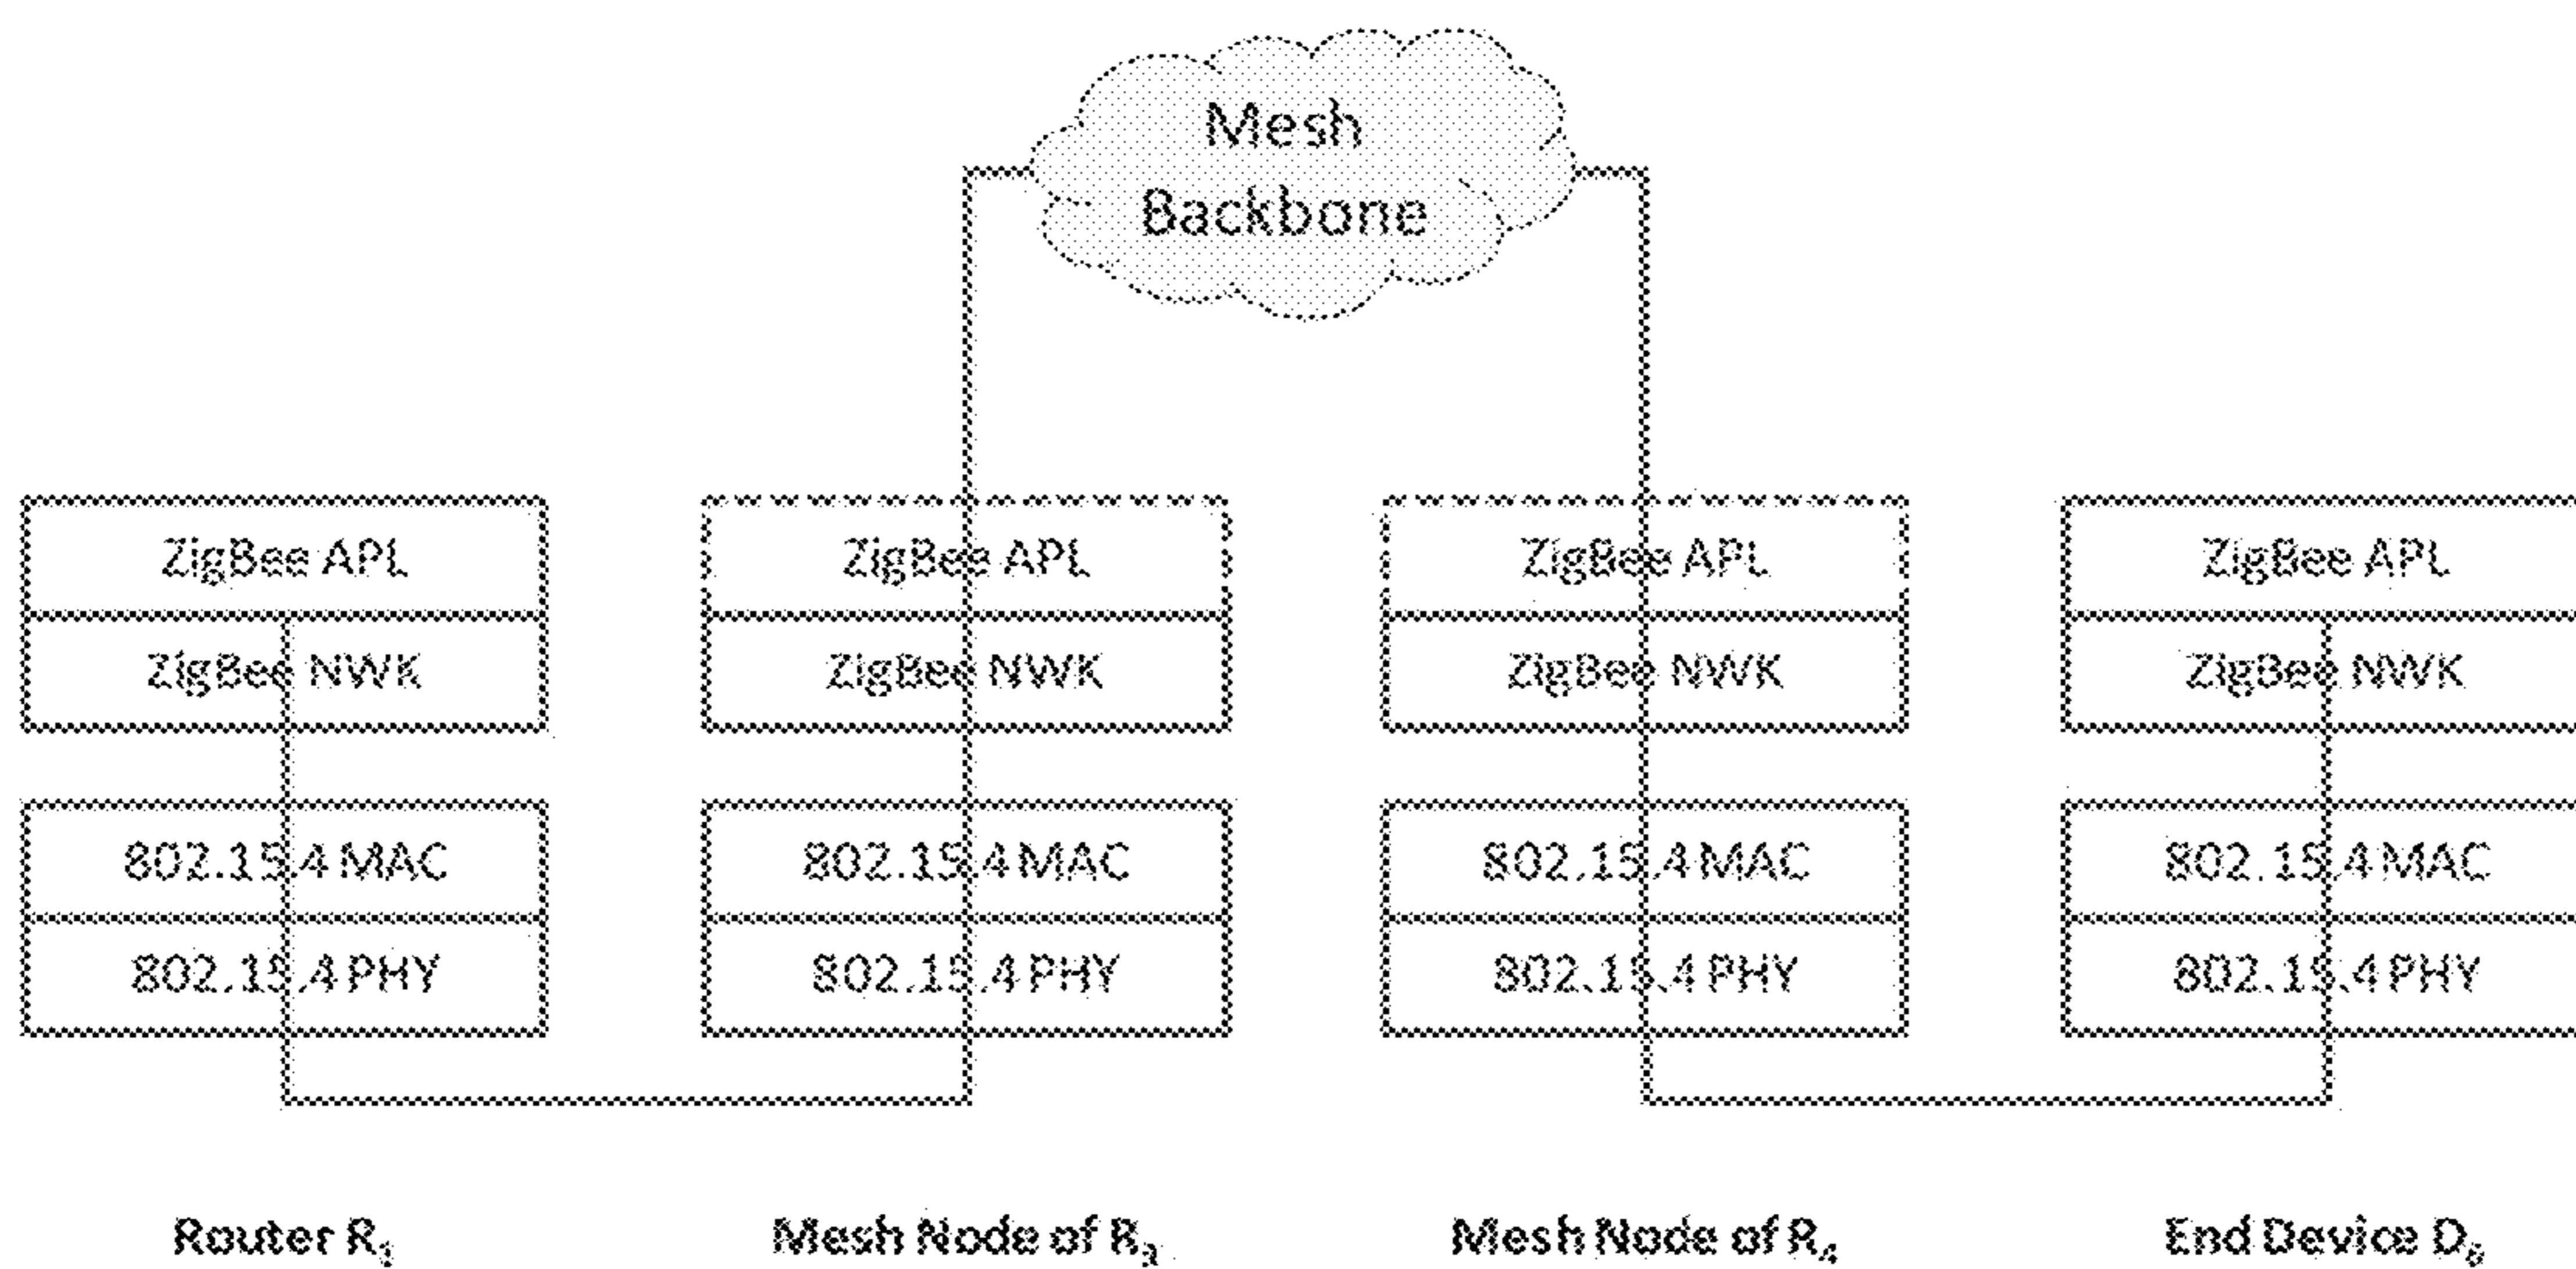 Mesh
Backbone
ZigBee APL
ZigBee NWK
802.15.4 MAC
802.15.4 PHY
Router R₁
ZigBee APL
ZigBee NWK
802.15.4 MAC
802.15.4 PHY
Mesh Node of R₃
ZigBee APL
ZigBee NWK
802.15.4 MAC
802.15.4 PHY
Mesh Node of R₄
ZigBee APL
ZigBee NWK
802.15.4 MAC
802.15.4 PHY
End Device D₆